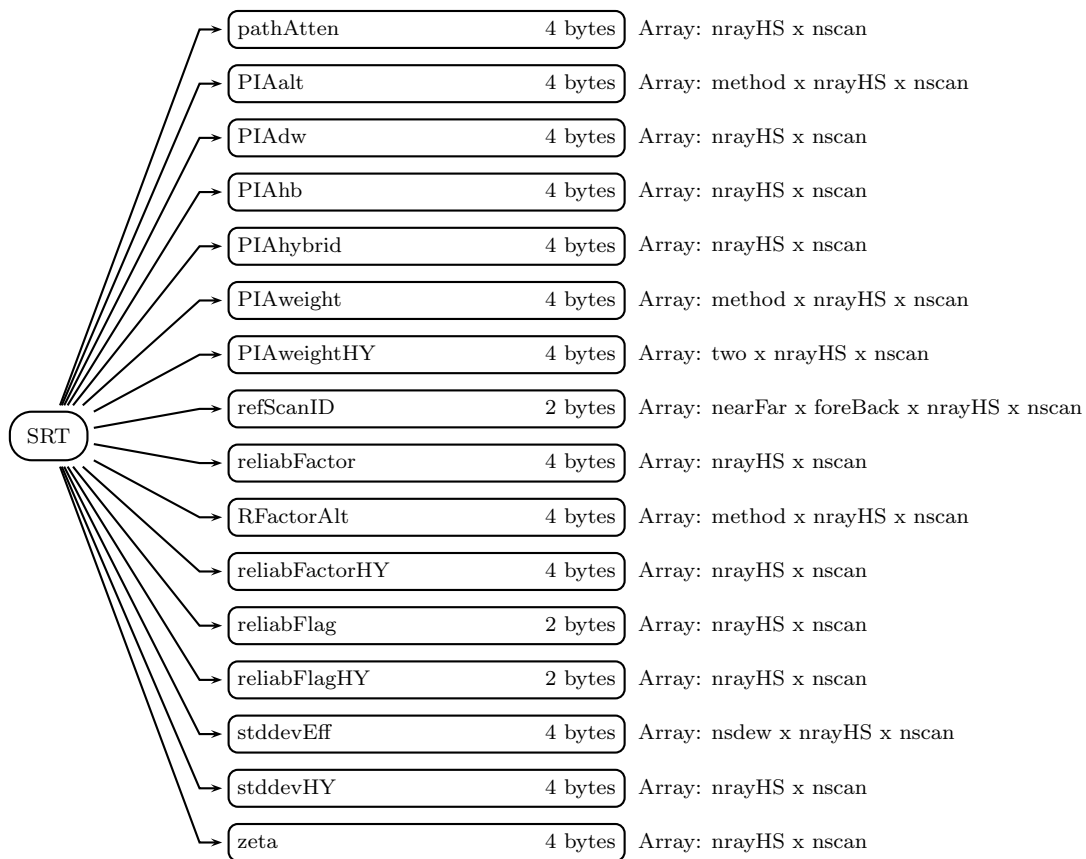 pathAtten 4 bytes Array: nrayHS x nscan
PIAalt 4 bytes Array: method x nrayHS x nscan
PIAdw 4 bytes Array: nrayHS x nscan
PIAhb 4 bytes Array: nrayHS x nscan
PIAhybrid 4 bytes Array: nrayHS x nscan
PIAweight 4 bytes Array: method x nrayHS x nscan
PIAweightHY 4 bytes Array: two x nrayHS x nscan
refScanID 2 bytes Array: nearFar x foreBack x nrayHS x nscan
SRT
reliabFactor 4 bytes Array: nrayHS x nscan
RFactorAlt 4 bytes Array: method x nrayHS x nscan
reliabFactorHY 4 bytes Array: nrayHS x nscan
reliabFlag 2 bytes Array: nrayHS x nscan
reliabFlagHY 2 bytes Array: nrayHS x nscan
stddevEff 4 bytes Array: nsdew x nrayHS x nscan
stddevHY 4 bytes Array: nrayHS x nscan
zeta 4 bytes Array: nrayHS x nscan